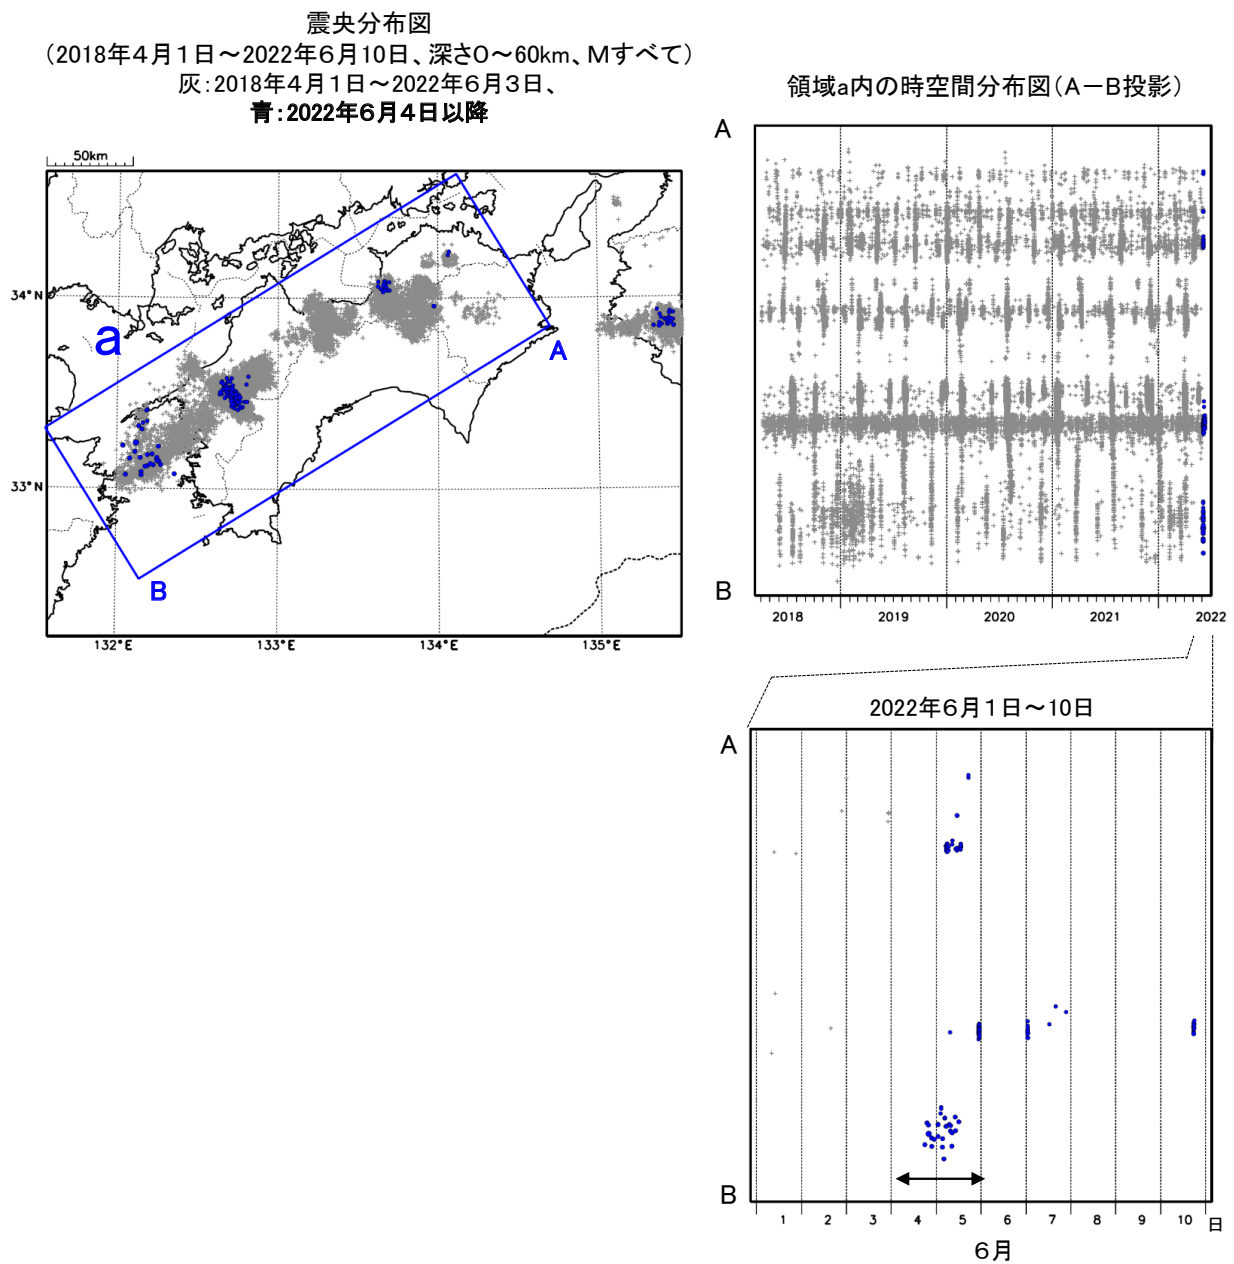 震央分布図
（2018年４月１日～2022年６月10日、深さ０～60km、Ｍすべて）
灰：2018年４月１日～2022年６月３日、
青：2022年６月４日以降
50km
34°N
33°N
132°E
133°E
134°E
135°E
a
A
B
領域a内の時空間分布図（A－B投影）
A
B
2018
2019
2020
2021
2022
2022年６月１日～10日
A
B
1
2
3
4
5
6
7
8
9
10
日
６月